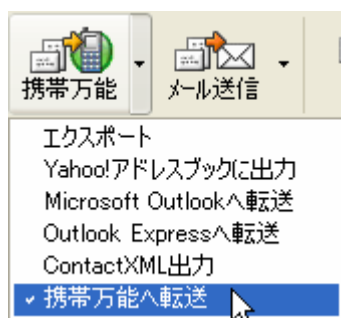 携帯万能
メール送信
エクスポート
Yahoo!アドレスブックに出力
Microsoft Outlookへ転送
Outlook Expressへ転送
ContactXML出力
携帯万能へ転送